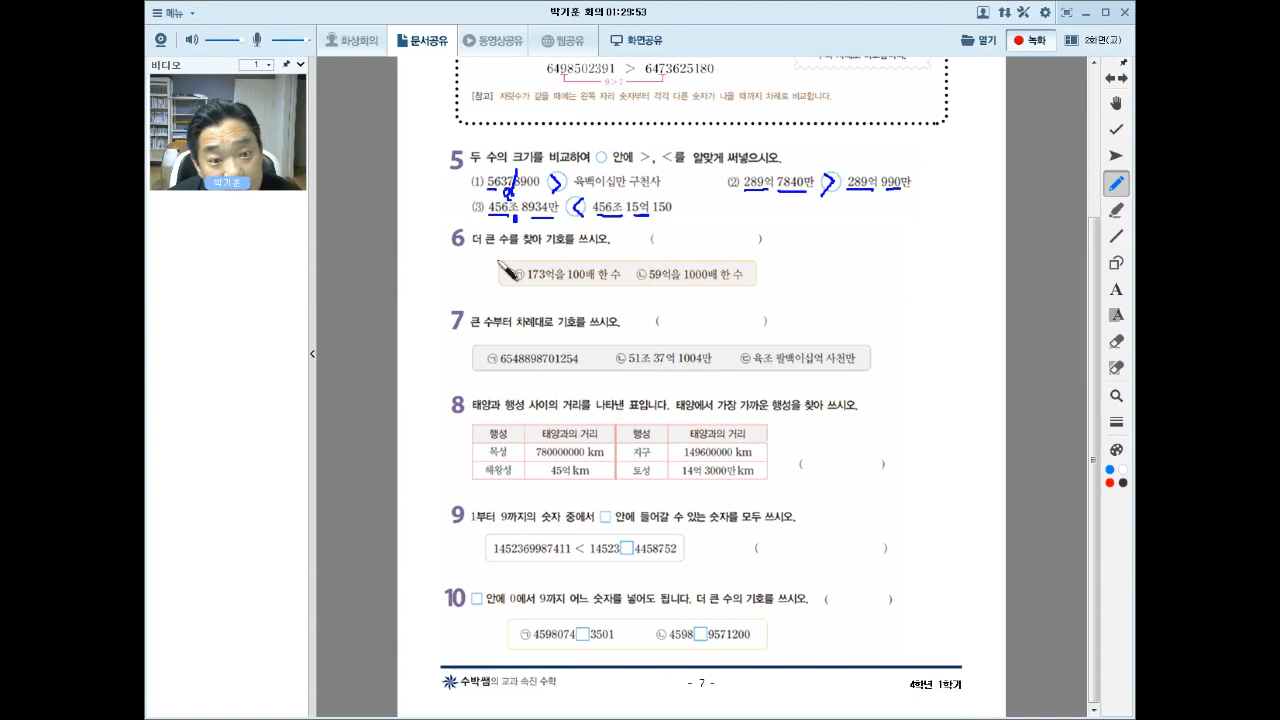 메뉴
박기훈 회의 01:29:53
화상회의 문서공유 동영상공유 웹공유 화면공유 열기 녹화 2화면(고)
비디오 1
박기훈
6498502391 > 6473625180
9>7
[참고] 자릿수가 같을 때에는 왼쪽 자리 숫자부터 각각 다른 숫자가 나올 때까지 차례로 비교합니다.
5 두 수의 크기를 비교하여 ○ 안에 >, <를 알맞게 써넣으시오.
(1) 56378900 > 육백이십만 구천사 (2) 289억 7840만 > 289억 990만
(3) 456조 8934만 < 456조 15억 150
6 더 큰 수를 찾아 기호를 쓰시오. ( )
㉠ 173억을 100배 한 수 ㉡ 59억을 1000배 한 수
7 큰 수부터 차례대로 기호를 쓰시오. ( )
㉠ 6548898701254 ㉡ 51조 37억 1004만 ㉢ 육조 팔백이십억 사천만
8 태양과 행성 사이의 거리를 나타낸 표입니다. 태양에서 가장 가까운 행성을 찾아 쓰시오.
행성 태양과의 거리 행성 태양과의 거리
목성 780000000 km 지구 149600000 km
해왕성 45억 km 토성 14억 3000만 km
( )
9 1부터 9까지의 숫자 중에서 □ 안에 들어갈 수 있는 숫자를 모두 쓰시오.
1452369987411 < 14523□4458752 ( )
10 □ 안에 0에서 9까지 어느 숫자를 넣어도 됩니다. 더 큰 수의 기호를 쓰시오. ( )
㉠ 4598074□3501 ㉡ 4598□9571200
수박쌤의 교과 속진 수학 - 7 - 4학년 1학기